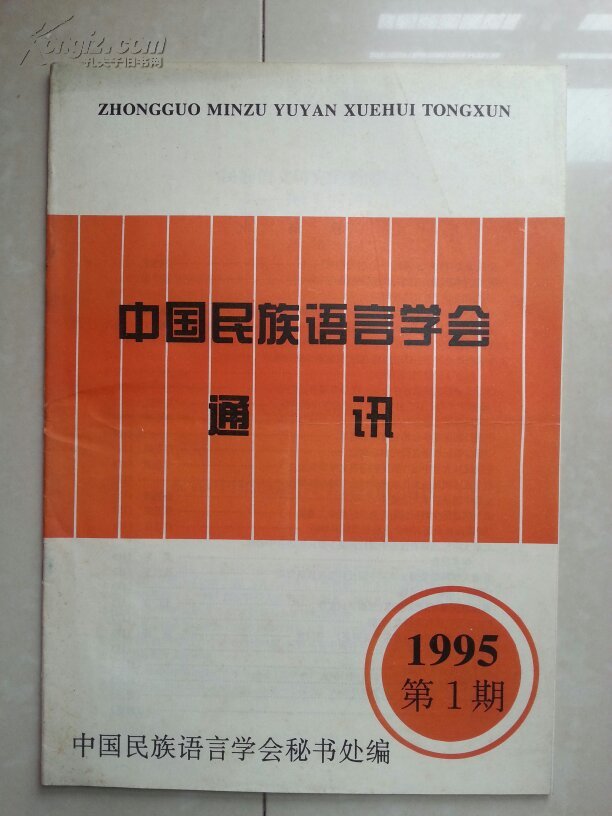 Kongfz.com
孔夫子旧书网
ZHONGGUO MINZU YUYAN XUEHUI TONGXUN
中国民族语言学会
通 讯
1995
第1期
中国民族语言学会秘书处编